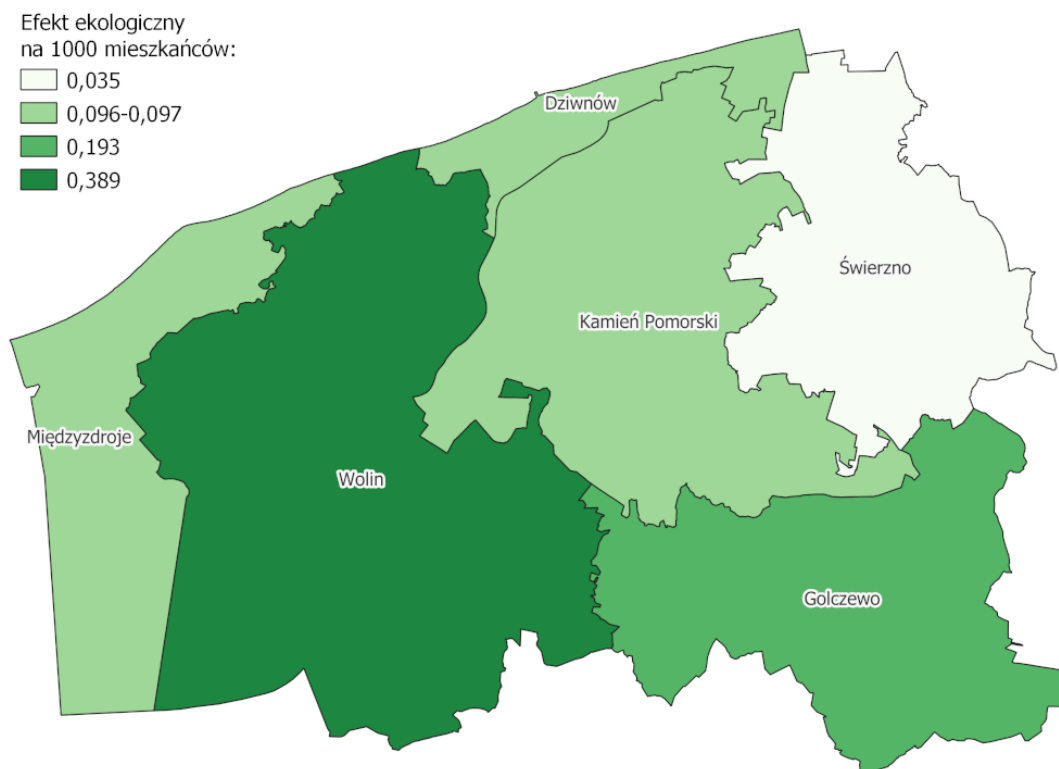 Efekt ekologiczny
na 1000 mieszkańców:
0,035
0,096-0,097
0,193
0,389
Dziwnów
Świerzno
Kamień Pomorski
Międzyzdroje
Wolin
Golczewo